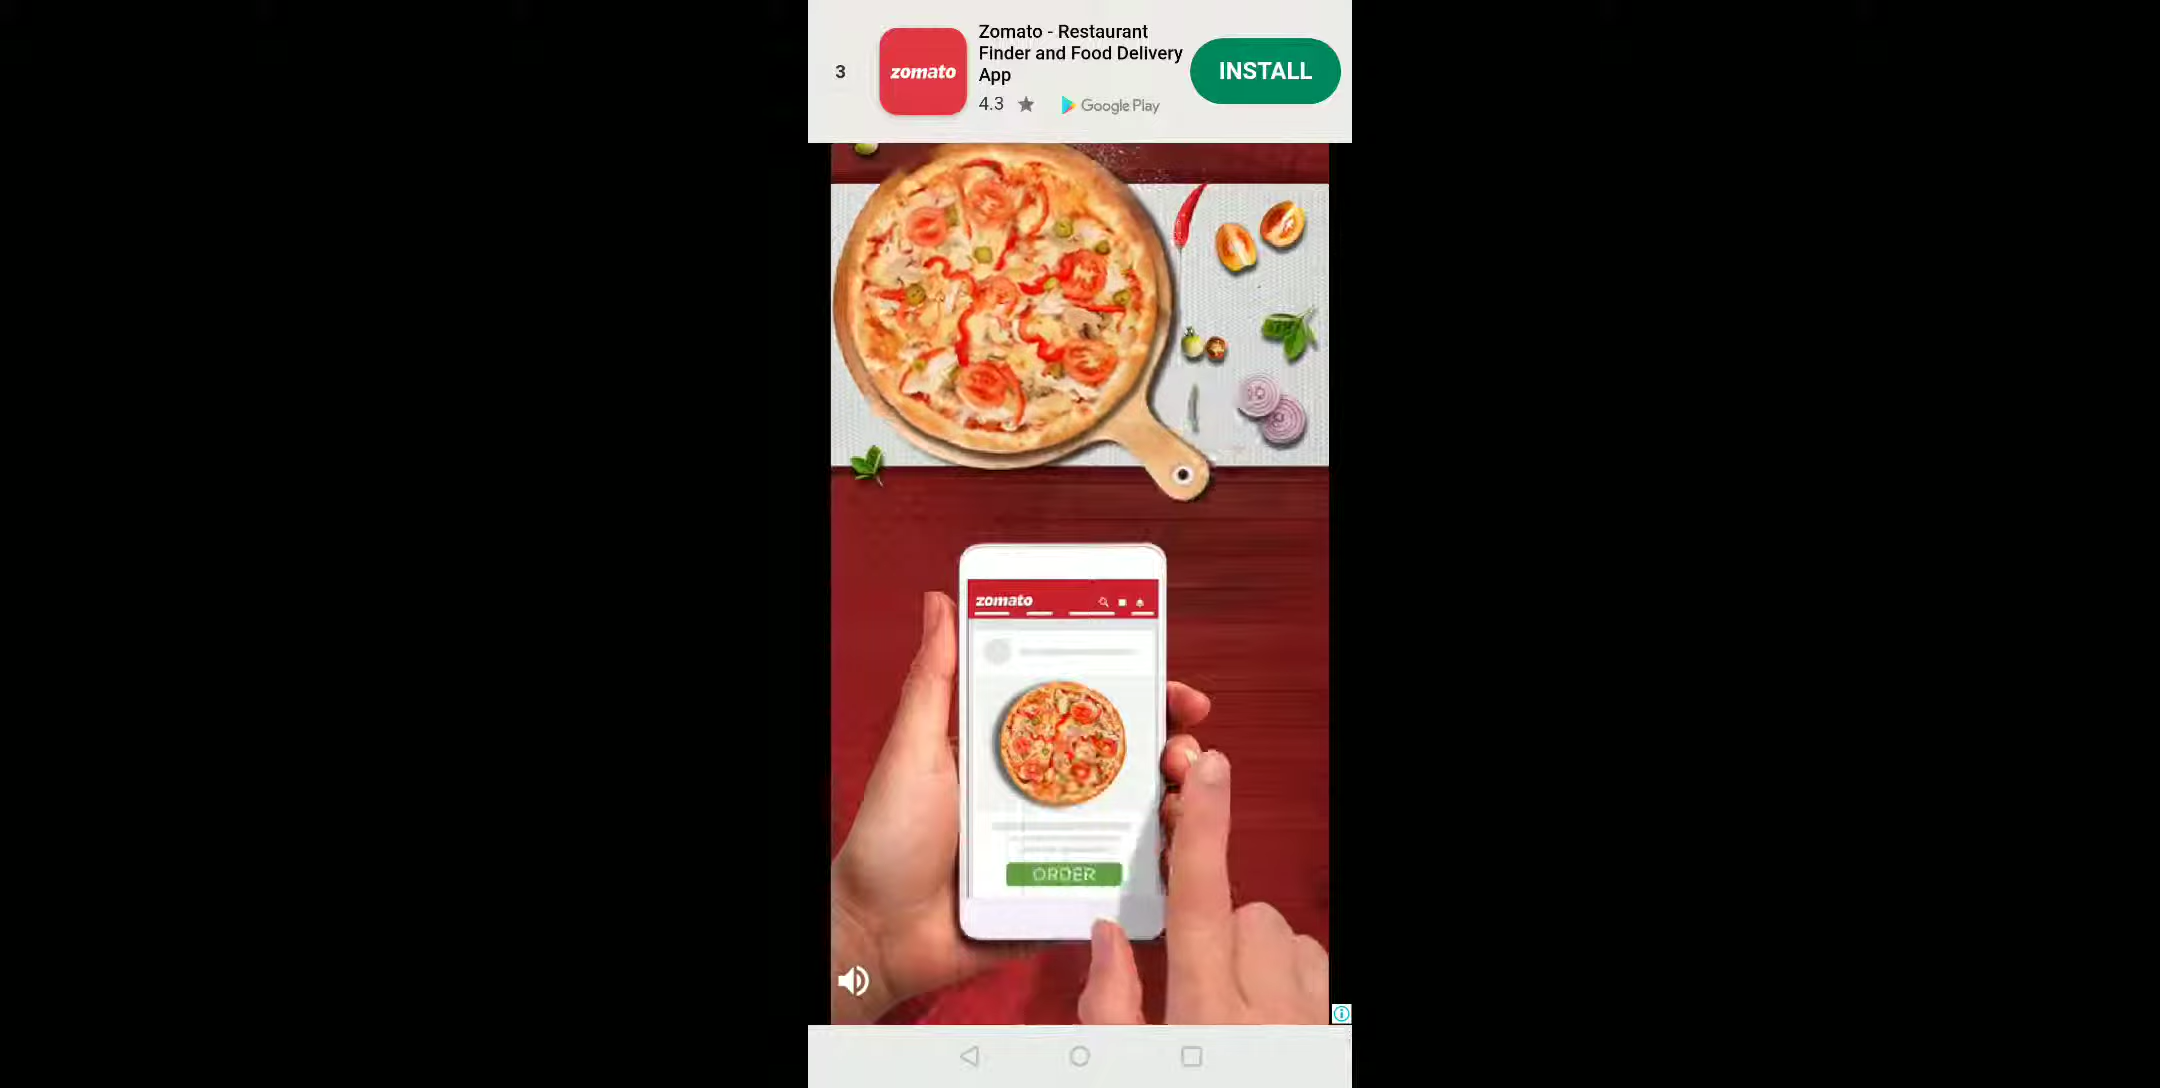 Zomato - Restaurant
Finder and Food Delivery
App
3
zomato
INSTALL
4.3
Google Play
zomato
ORDER